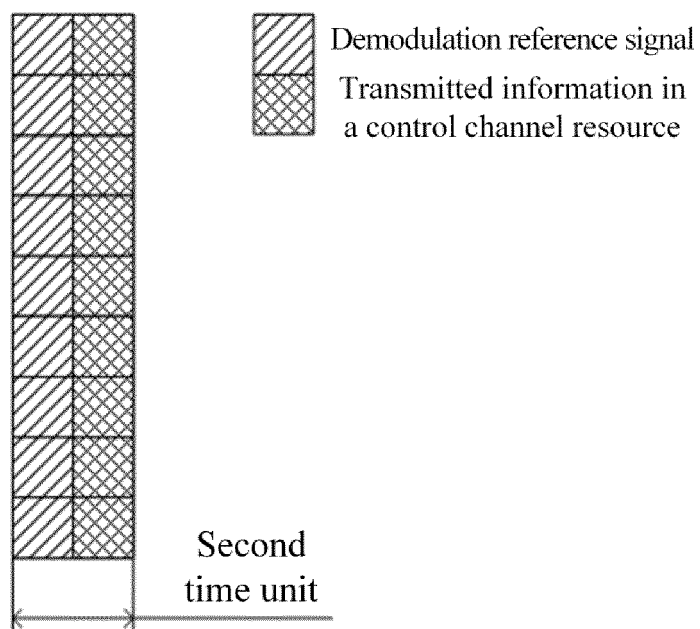 Demodulation reference signal
Transmitted information in
a control channel resource
Second
time unit